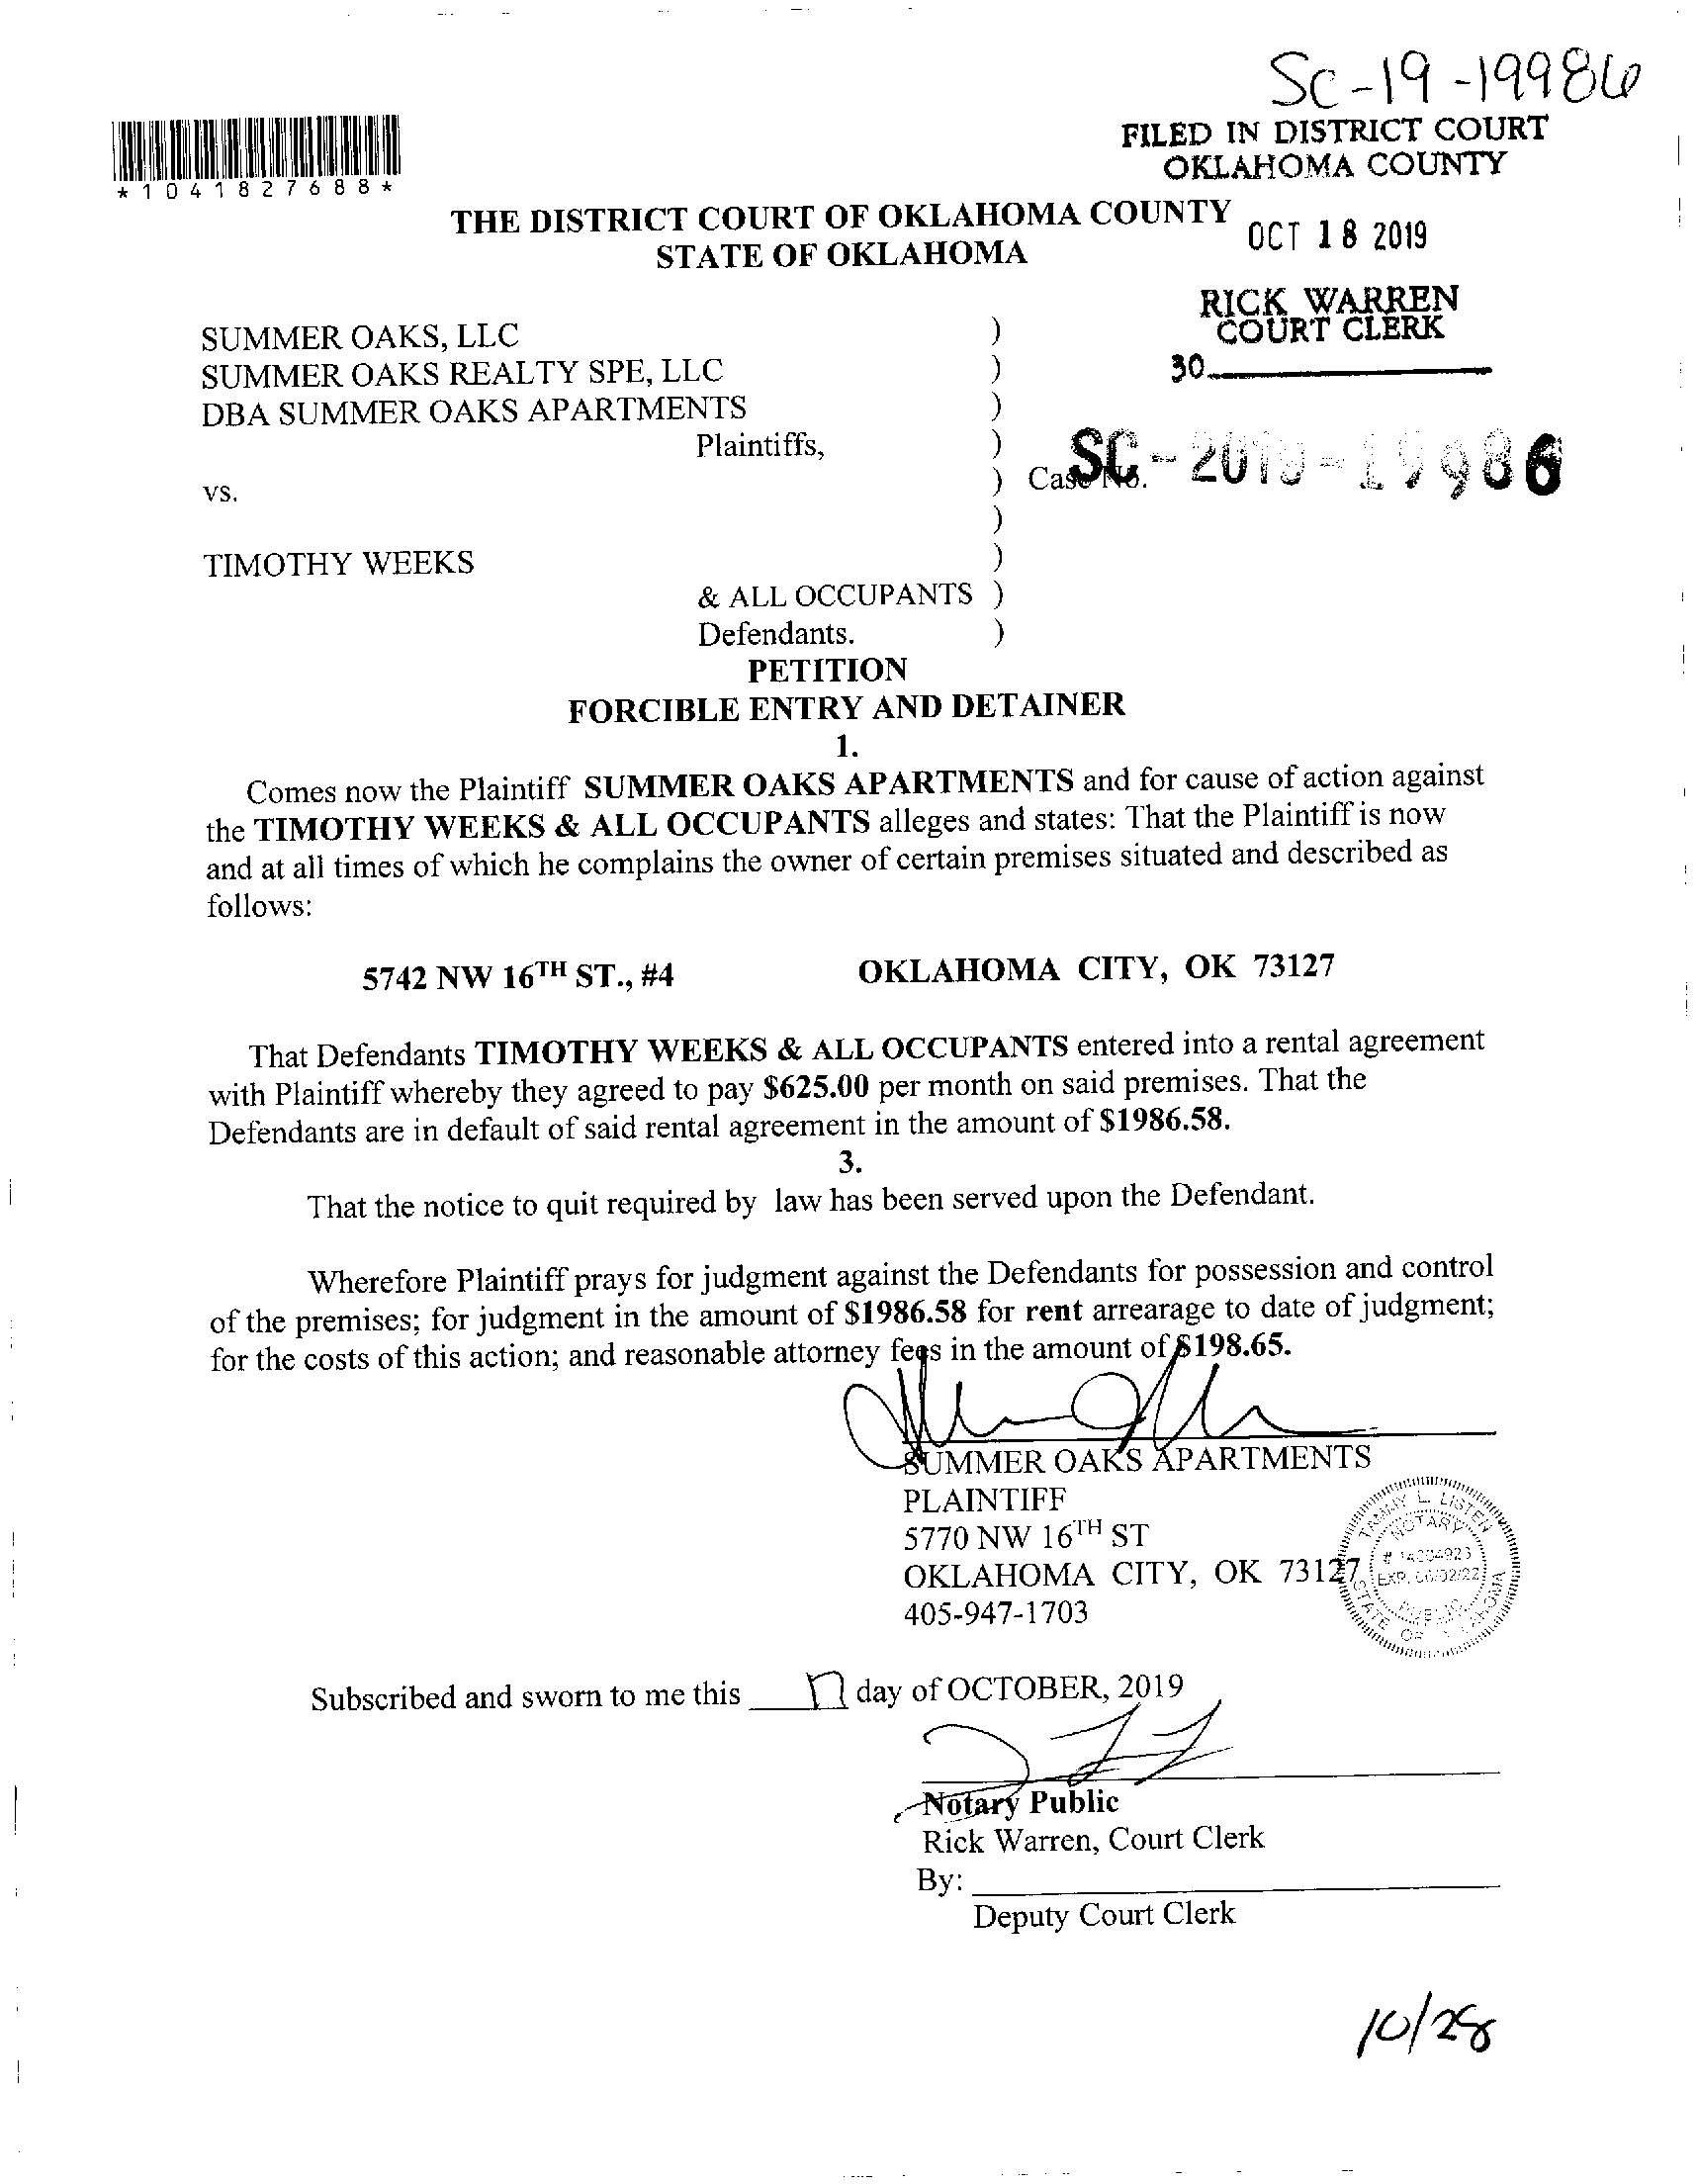 SC-19-19986
FILED IN DISTRICT COURT
OKLAHOMA COUNTY
*1041827688*
THE DISTRICT COURT OF OKLAHOMA COUNTY
STATE OF OKLAHOMA
OCT 18 2019
RICK WARREN
COURT CLERK
30
SUMMER OAKS, LLC )
SUMMER OAKS REALTY SPE, LLC )
DBA SUMMER OAKS APARTMENTS )
Plaintiffs, )
vs. ) Case No. SC-2019-19986
)
TIMOTHY WEEKS )
& ALL OCCUPANTS )
Defendants. )
PETITION
FORCIBLE ENTRY AND DETAINER
1.
Comes now the Plaintiff SUMMER OAKS APARTMENTS and for cause of action against
the TIMOTHY WEEKS & ALL OCCUPANTS alleges and states: That the Plaintiff is now
and at all times of which he complains the owner of certain premises situated and described as
follows:
5742 NW 16TH ST., #4 OKLAHOMA CITY, OK 73127
That Defendants TIMOTHY WEEKS & ALL OCCUPANTS entered into a rental agreement
with Plaintiff whereby they agreed to pay $625.00 per month on said premises. That the
Defendants are in default of said rental agreement in the amount of $1986.58.
3.
That the notice to quit required by law has been served upon the Defendant.
Wherefore Plaintiff prays for judgment against the Defendants for possession and control
of the premises; for judgment in the amount of $1986.58 for rent arrearage to date of judgment;
for the costs of this action; and reasonable attorney fees in the amount of $198.65.
SUMMER OAKS APARTMENTS
PLAINTIFF
5770 NW 16TH ST
OKLAHOMA CITY, OK 73127
405-947-1703
TAMMY L. LISTEN
NOTARY
EXP. 06/02/22
PUBLIC
STATE OF OKLAHOMA
Subscribed and sworn to me this 17 day of OCTOBER, 2019
Notary Public
Rick Warren, Court Clerk
By:
Deputy Court Clerk
10/28